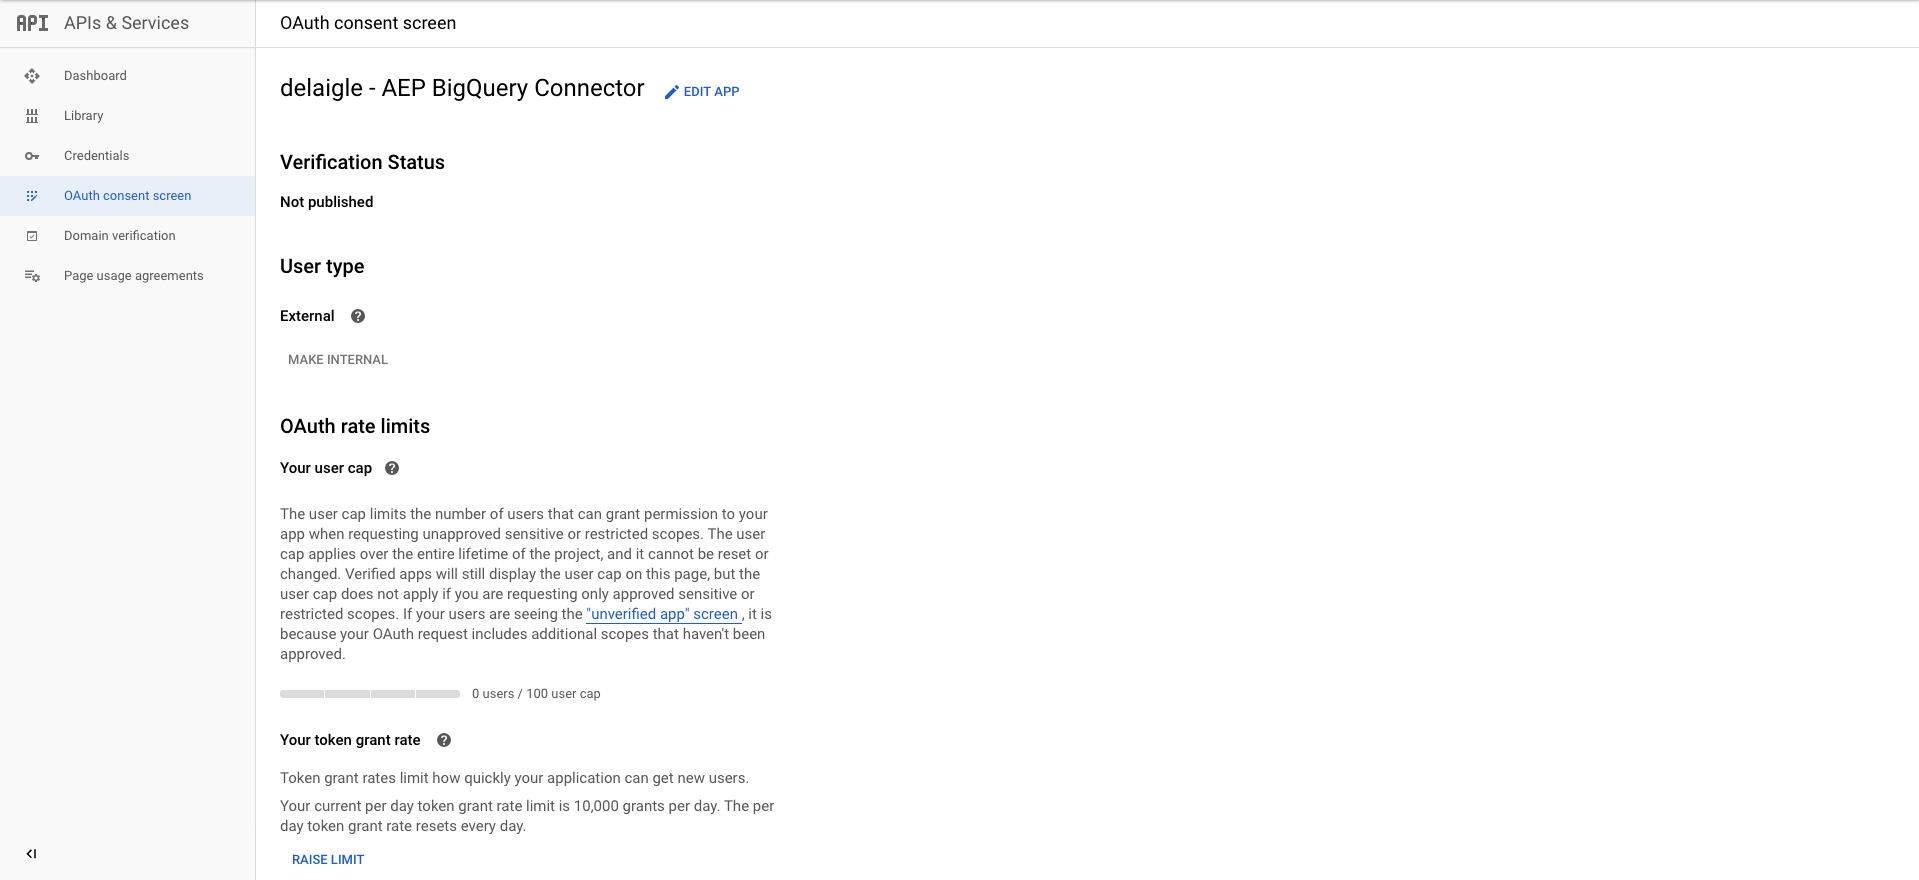 API APIs & Services
Dashboard
Library
Credentials
OAuth consent screen
Domain verification
Page usage agreements
OAuth consent screen
delaigle - AEP BigQuery Connector
EDIT APP
Verification Status
Not published
User type
External
MAKE INTERNAL
OAuth rate limits
Your user cap
The user cap limits the number of users that can grant permission to your
app when requesting unapproved sensitive or restricted scopes. The user
cap applies over the entire lifetime of the project, and it cannot be reset or
changed. Verified apps will still display the user cap on this page, but the
user cap does not apply if you are requesting only approved sensitive or
restricted scopes. If your users are seeing the "unverified app" screen , it is
because your OAuth request includes additional scopes that haven't been
approved.
0 users / 100 user cap
Your token grant rate
Token grant rates limit how quickly your application can get new users.
Your current per day token grant rate limit is 10,000 grants per day. The per
day token grant rate resets every day.
RAISE LIMIT